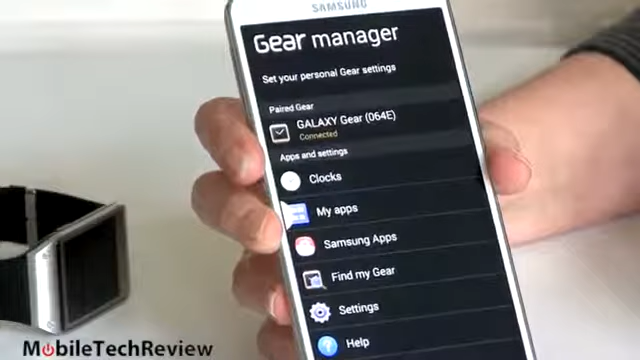 SAMSUNG
Gear manager
Set your personal Gear settings
Paired Gear
GALAXY Gear (064E)
Connected
Apps and settings
Clocks
My apps
Samsung Apps
Find my Gear
Settings
Help
MobileTechReview